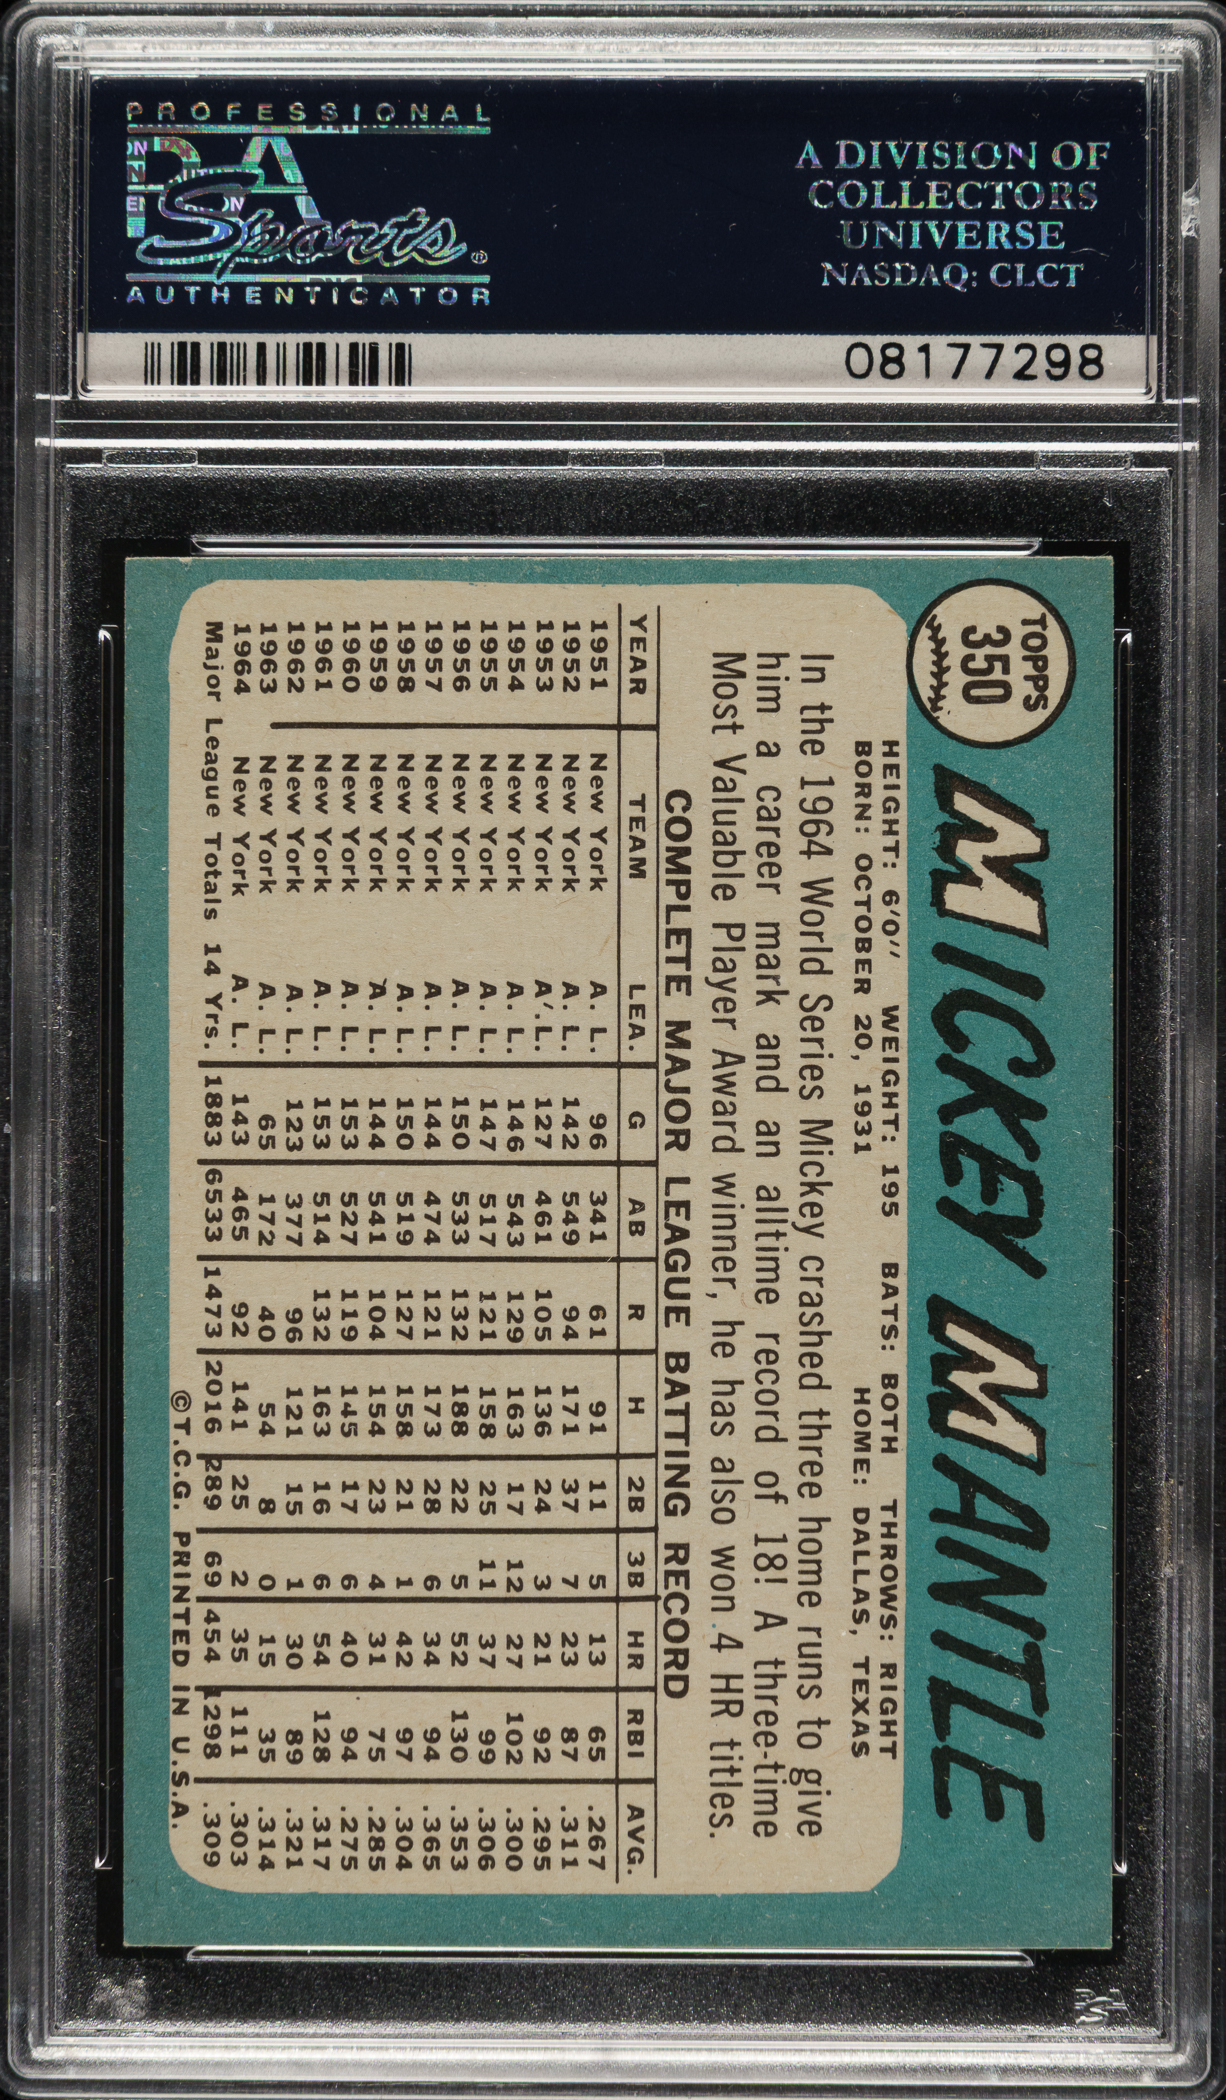 PROFESSIONAL
PSA
Sports®
AUTHENTICATOR
A DIVISION OF
COLLECTORS
UNIVERSE
NASDAQ: CLCT
08177298
TOPPS
350
MICKEY MANTLE
HEIGHT: 6'0" WEIGHT: 195 BATS: BOTH THROWS: RIGHT
BORN: OCTOBER 20, 1931 HOME: DALLAS, TEXAS
In the 1964 World Series Mickey crashed three home runs to give
him a career mark and an alltime record of 18! A three-time
Most Valuable Player Award winner, he has also won 4 HR titles.
COMPLETE MAJOR LEAGUE BATTING RECORD
YEAR TEAM LEA. G AB R H 2B 3B HR RBI AVG.
1951 New York A. L. 96 341 61 91 11 5 13 65 .267
1952 New York A. L. 142 549 94 171 37 7 23 87 .311
1953 New York A. L. 127 461 105 136 24 3 21 92 .295
1954 New York A. L. 146 543 129 163 17 12 27 102 .300
1955 New York A. L. 147 517 121 158 25 11 37 99 .306
1956 New York A. L. 150 533 132 188 22 5 52 130 .353
1957 New York A. L. 144 474 121 173 28 6 34 94 .365
1958 New York A. L. 150 519 127 158 21 1 42 97 .304
1959 New York A. L. 144 541 104 154 23 4 31 75 .285
1960 New York A. L. 153 527 119 145 17 6 40 94 .275
1961 New York A. L. 153 514 132 163 16 6 54 128 .317
1962 New York A. L. 123 377 96 121 15 1 30 89 .321
1963 New York A. L. 65 172 40 54 8 0 15 35 .314
1964 New York A. L. 143 465 92 141 25 2 35 111 .303
Major League Totals 14 Yrs. 1883 6533 1473 2016 289 69 454 1298 .309
©T.C.G. PRINTED IN U.S.A.